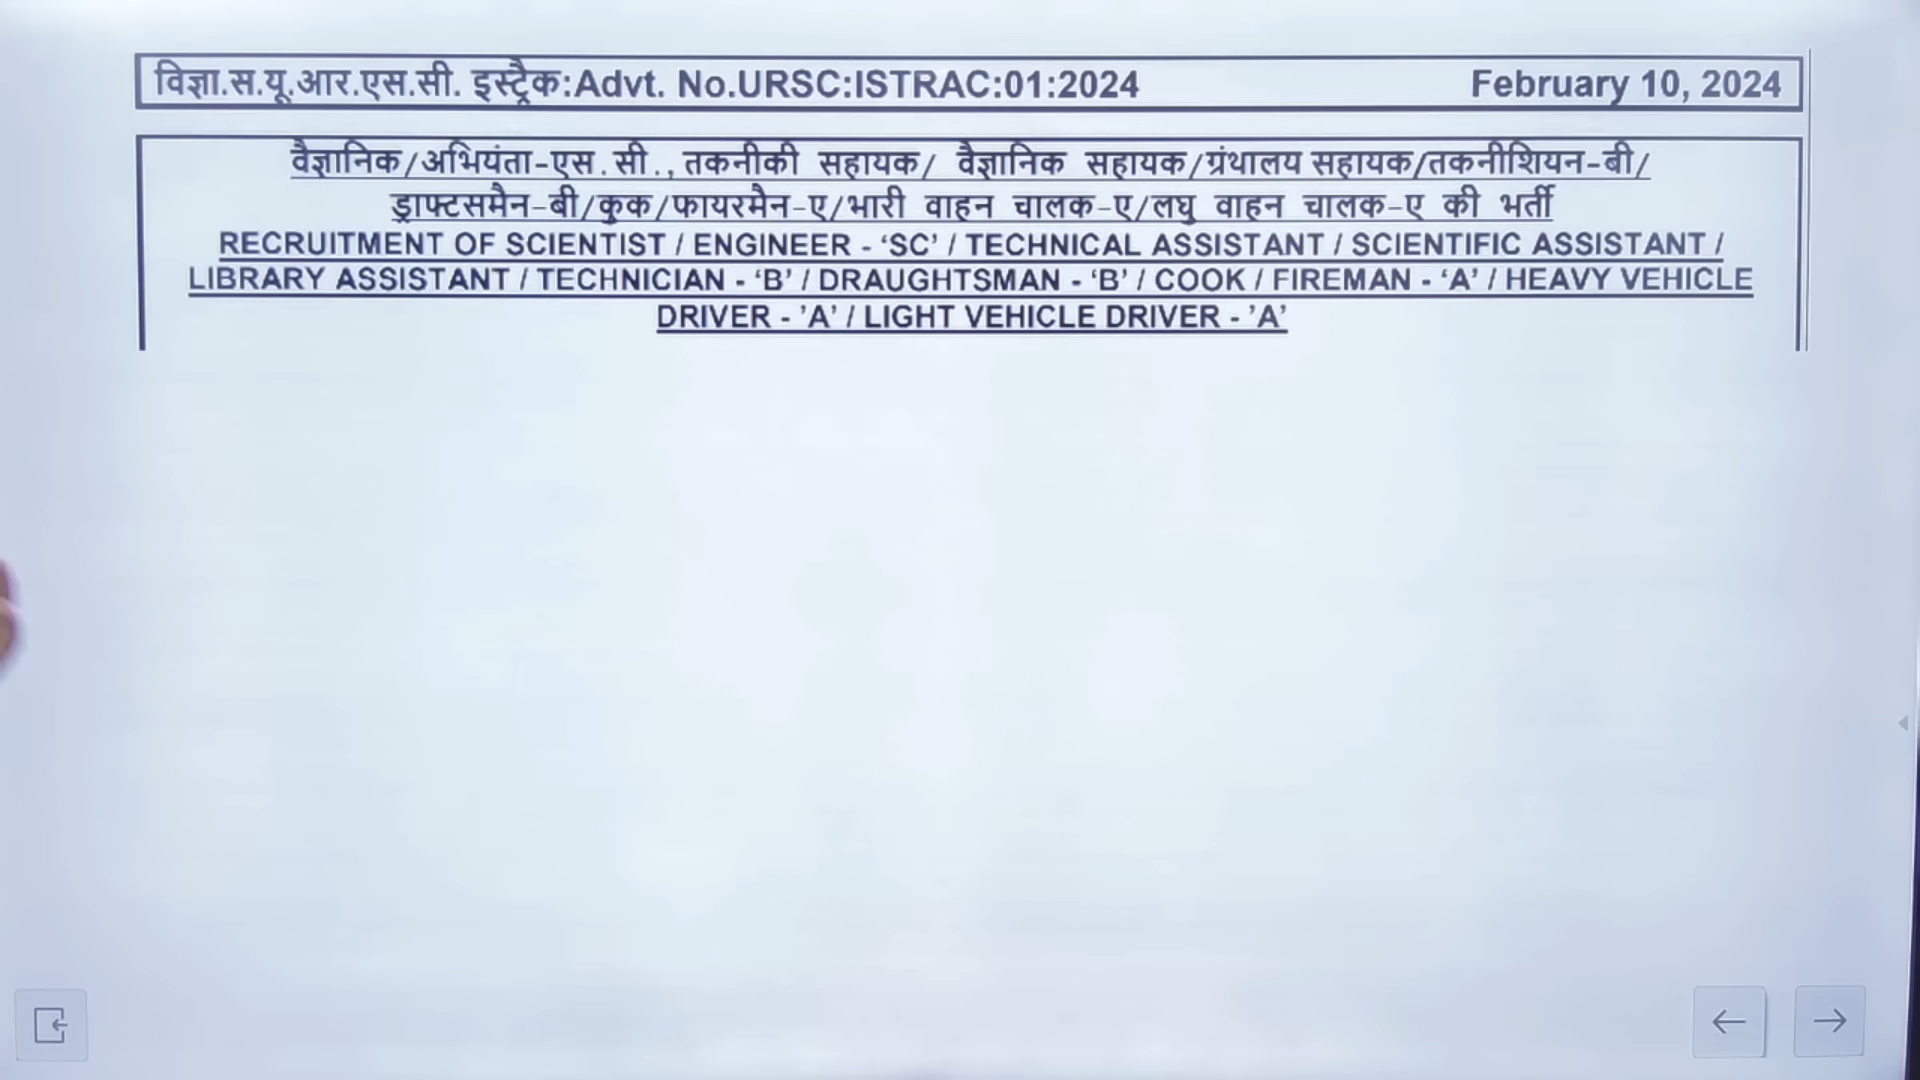 विज्ञा.स.यू.आर.एस.सी. इस्ट्रैक:Advt. No.URSC:ISTRAC:01:2024 February 10, 2024
वैज्ञानिक/अभियंता-एस.सी., तकनीकी सहायक/ वैज्ञानिक सहायक/ग्रंथालय सहायक/तकनीशियन-बी/
ड्राफ्टसमैन-बी/कुक/फायरमैन-ए/भारी वाहन चालक-ए/लघु वाहन चालक-ए की भर्ती
RECRUITMENT OF SCIENTIST / ENGINEER - ‘SC’ / TECHNICAL ASSISTANT / SCIENTIFIC ASSISTANT /
LIBRARY ASSISTANT / TECHNICIAN - ‘B’ / DRAUGHTSMAN - ‘B’ / COOK / FIREMAN - ‘A’ / HEAVY VEHICLE
DRIVER - ’A’ / LIGHT VEHICLE DRIVER - ’A’